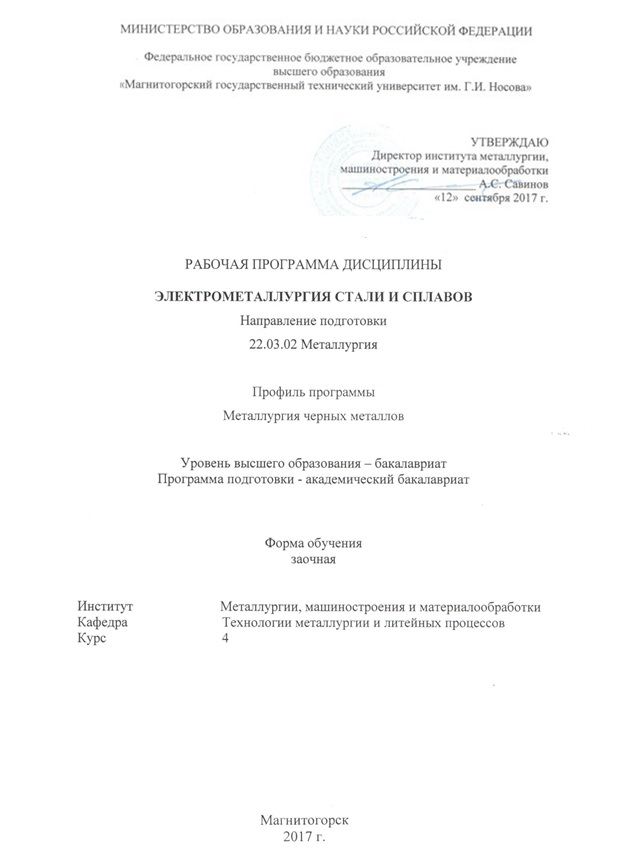 МИНИСТЕРСТВО ОБРАЗОВАНИЯ И НАУКИ РОССИЙСКОЙ ФЕДЕРАЦИИ
Федеральное государственное бюджетное образовательное учреждение
высшего образования
«Магнитогорский государственный технический университет им. Г.И. Носова»
УТВЕРЖДАЮ
Директор института металлургии,
машиностроения и материалообработки
А.С. Савинов
«12» сентября 2017 г.
РАБОЧАЯ ПРОГРАММА ДИСЦИПЛИНЫ
ЭЛЕКТРОМЕТАЛЛУРГИЯ СТАЛИ И СПЛАВОВ
Направление подготовки
22.03.02 Металлургия
Профиль программы
Металлургия черных металлов
Уровень высшего образования – бакалавриат
Программа подготовки - академический бакалавриат
Форма обучения
заочная
Институт Металлургии, машиностроения и материалообработки
Кафедра Технологии металлургии и литейных процессов
Курс 4
Магнитогорск
2017 г.